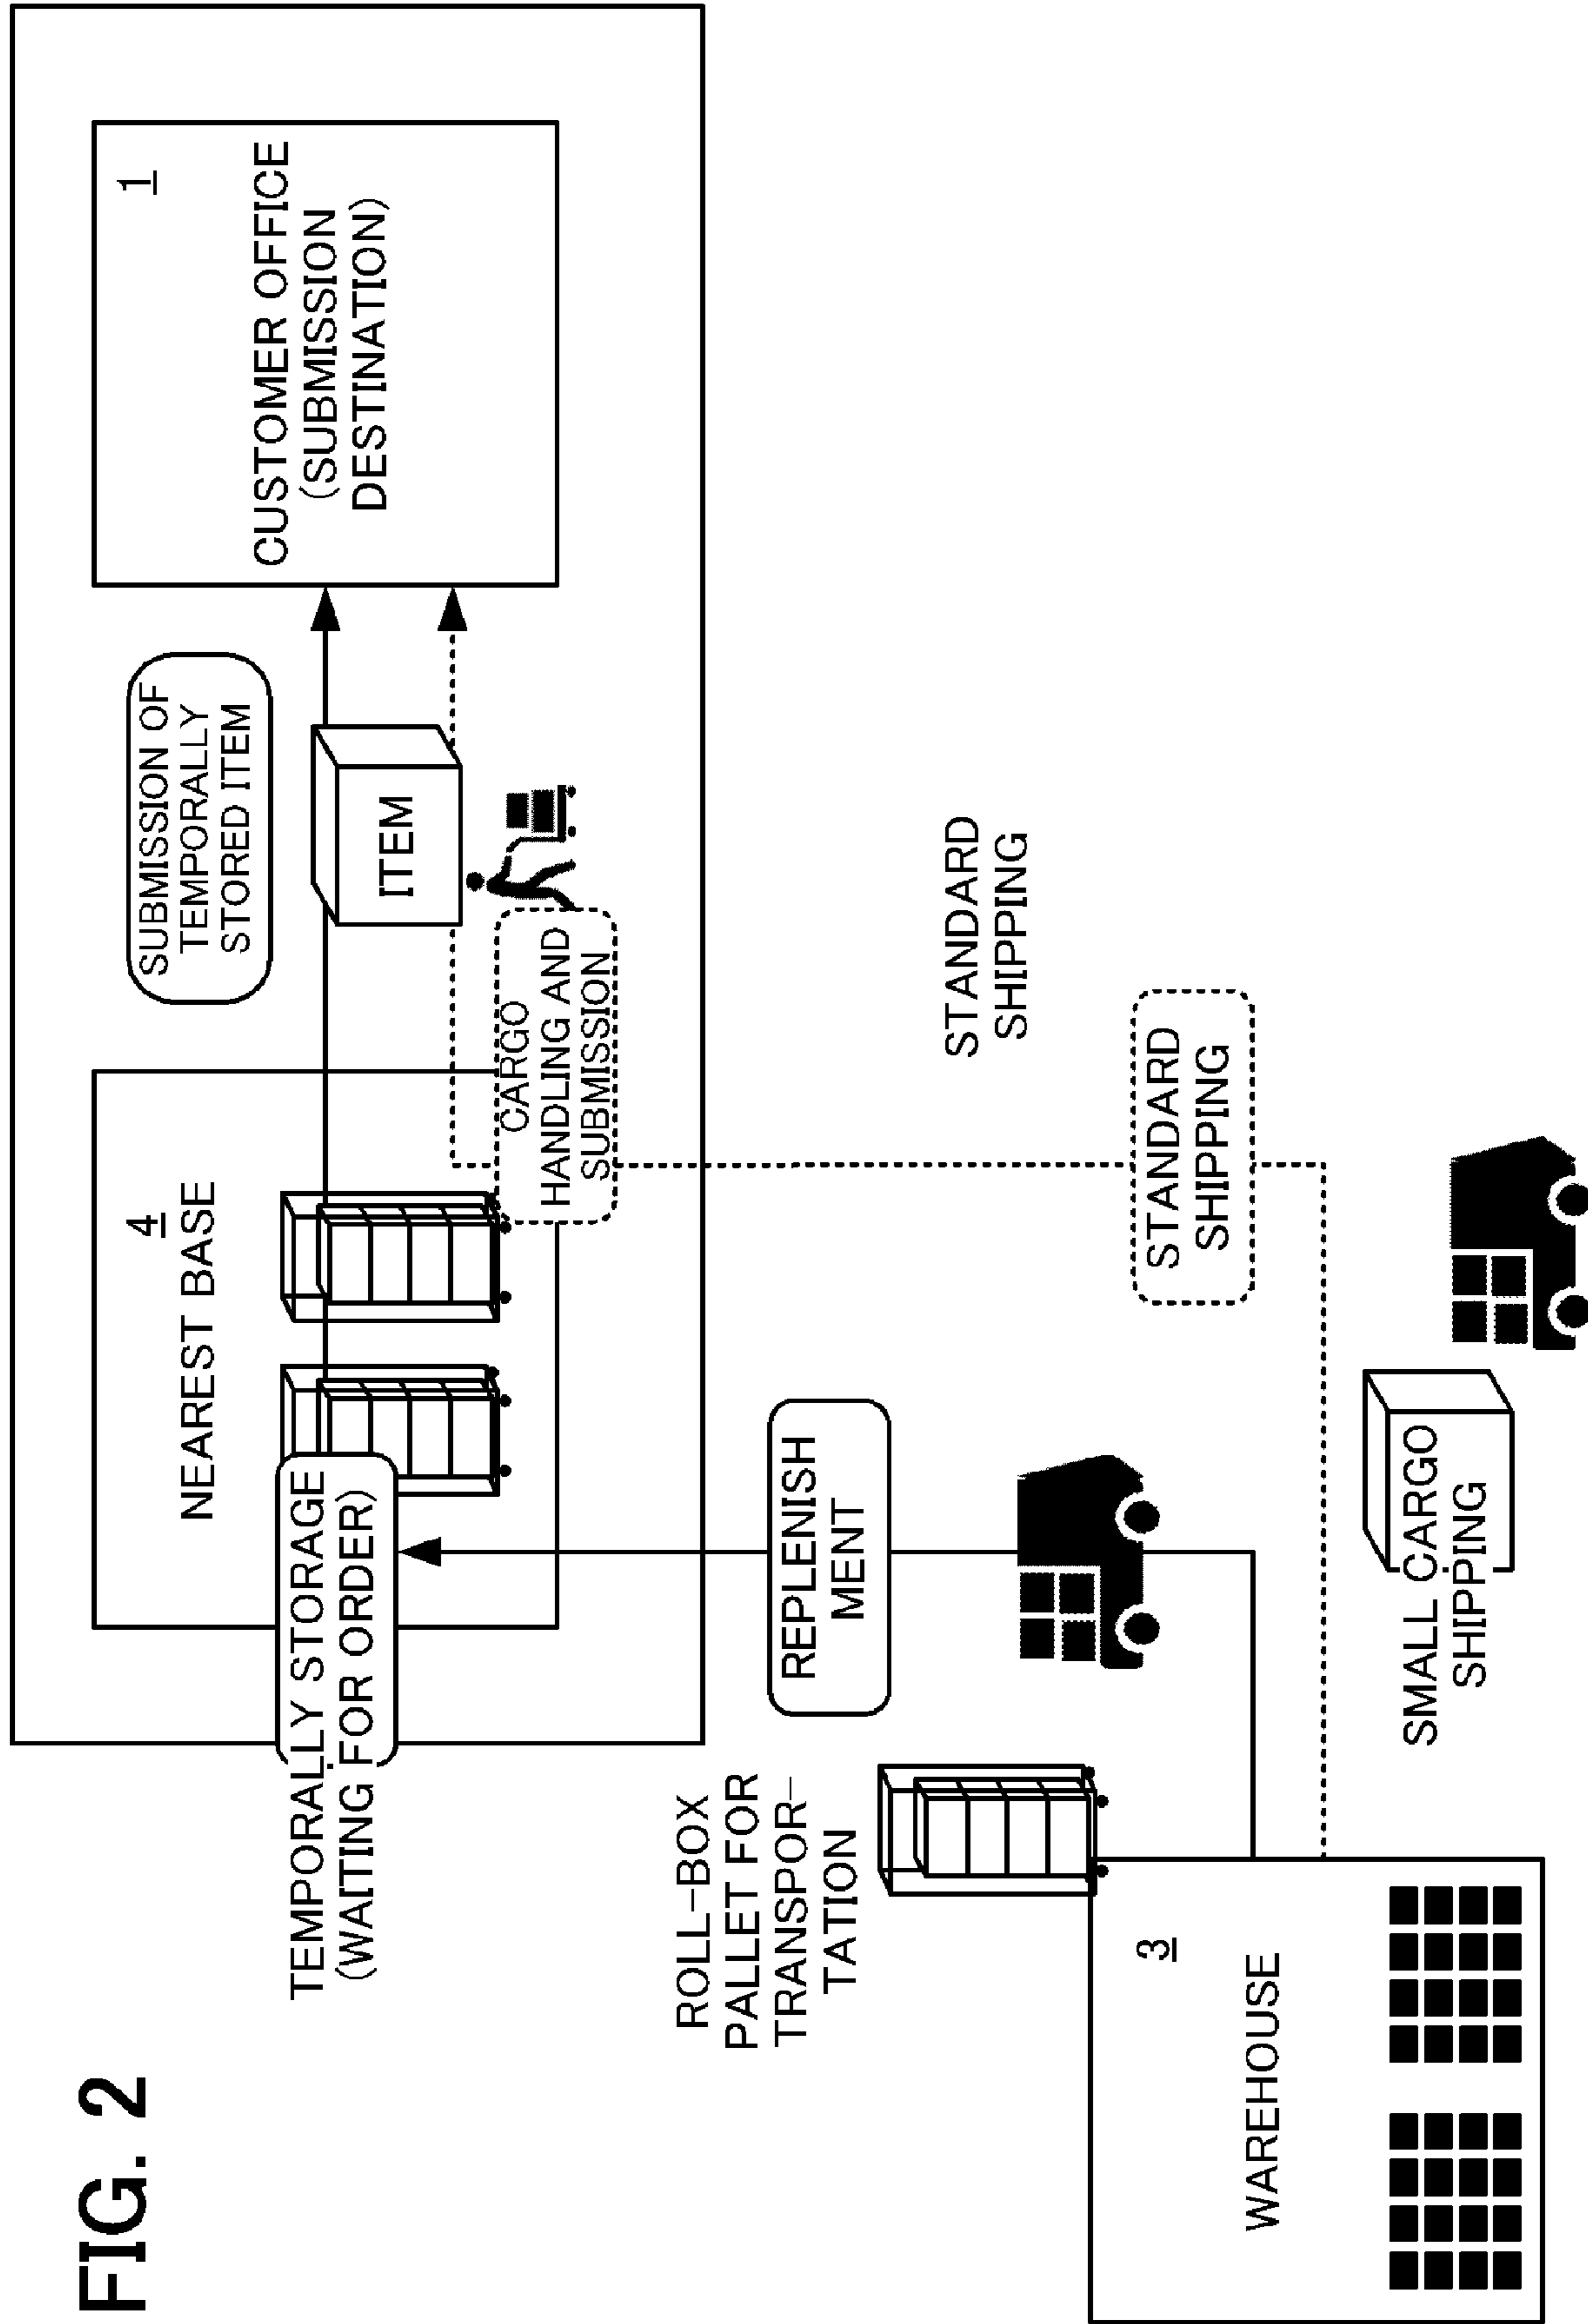 FIG. 2
TEMPORALLY STORAGE
(WAITING FOR ORDER)
4
NEAREST BASE
SUBMISSION OF
TEMPORALLY
STORED ITEM
ITEM
1
CUSTOMER OFFICE
(SUBMISSION
DESTINATION)
CARGO
HANDLING AND
SUBMISSION
ROLL-BOX
PALLET FOR
TRANSPOR-
TATION
REPLENISH
MENT
STANDARD
SHIPPING
STANDARD
SHIPPING
3
WAREHOUSE
SMALL CARGO
SHIPPING